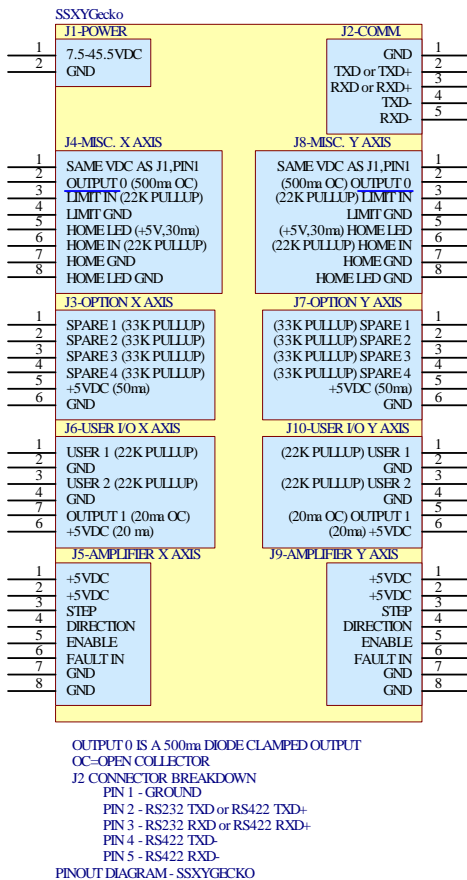 SSXYGecko
J1-POWER
1 7.5-45.5VDC
2 GND
J2-COMM.
GND 1
TXD or TXD+ 2
RXD or RXD+ 3
TXD- 4
RXD- 5
J4-MISC. X AXIS
1 SAME VDC AS J1,PIN1
2 OUTPUT 0 (500ma OC)
3 LIMIT IN (22K PULLUP)
4 LIMIT GND
5 HOME LED (+5V,30ma)
6 HOME IN (22K PULLUP)
7 HOME GND
8 HOME LED GND
J8-MISC. Y AXIS
SAME VDC AS J1,PIN1 1
(500ma OC) OUTPUT 0 2
(22K PULLUP) LIMIT IN 3
LIMIT GND 4
(+5V,30ma) HOME LED 5
(22K PULLUP) HOME IN 6
HOME GND 7
HOME LED GND 8
J3-OPTION X AXIS
1 SPARE 1 (33K PULLUP)
2 SPARE 2 (33K PULLUP)
3 SPARE 3 (33K PULLUP)
4 SPARE 4 (33K PULLUP)
5 +5VDC (50ma)
6 GND
J7-OPTION Y AXIS
(33K PULLUP) SPARE 1 1
(33K PULLUP) SPARE 2 2
(33K PULLUP) SPARE 3 3
(33K PULLUP) SPARE 4 4
+5VDC (50ma) 5
GND 6
J6-USER I/O X AXIS
1 USER 1 (22K PULLUP)
2 GND
3 USER 2 (22K PULLUP)
4 GND
7 OUTPUT 1 (20ma OC)
6 +5VDC (20 ma)
J10-USER I/O Y AXIS
(22K PULLUP) USER 1 1
GND 2
(22K PULLUP) USER 2 3
GND 4
(20ma OC) OUTPUT 1 5
(20ma) +5VDC 6
J5-AMPLIFIER X AXIS
1 +5VDC
2 +5VDC
3 STEP
4 DIRECTION
5 ENABLE
6 FAULT IN
7 GND
8 GND
J9-AMPLIFIER Y AXIS
+5VDC 1
+5VDC 2
STEP 3
DIRECTION 4
ENABLE 5
FAULT IN 6
GND 7
GND 8
OUTPUT 0 IS A 500ma DIODE CLAMPED OUTPUT
OC=OPEN COLLECTOR
J2 CONNECTOR BREAKDOWN
PIN 1 - GROUND
PIN 2 - RS232 TXD or RS422 TXD+
PIN 3 - RS232 RXD or RS422 RXD+
PIN 4 - RS422 TXD-
PIN 5 - RS422 RXD-
PINOUT DIAGRAM - SSXYGECKO